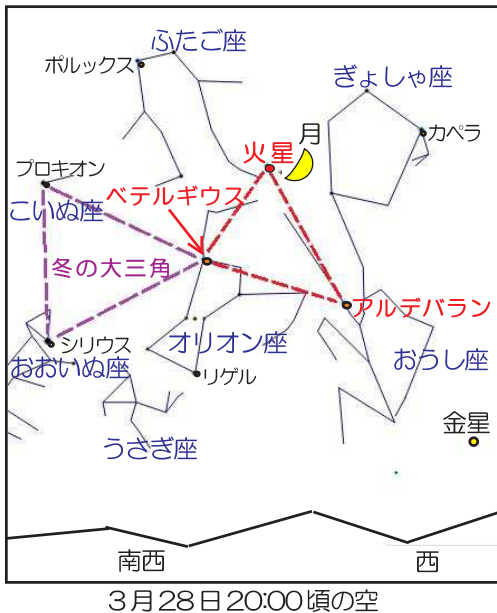 ふたご座
ポルックス
ぎょしゃ座
月
カペラ
火星
プロキオン
ベテルギウス
こいぬ座
冬の大三角
アルデバラン
シリウス
オリオン座
おうし座
おおいぬ座
リゲル
金星
うさぎ座
南西
西
3月28日20:00頃の空